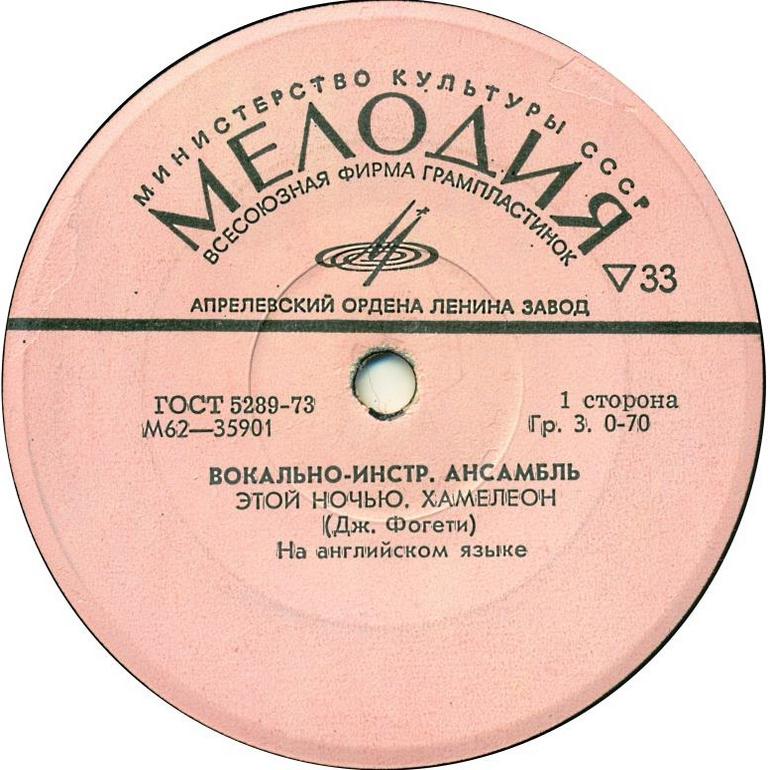 МИНИСТЕРСТВО КУЛЬТУРЫ СССР
МЕЛОДИЯ
ВСЕСОЮЗНАЯ ФИРМА ГРАМПЛАСТИНОК
33
АПРЕЛЕВСКИЙ ОРДЕНА ЛЕНИНА ЗАВОД
ГОСТ 5289-73
М62—35901
1 сторона
Гр. 3. 0-70
ВОКАЛЬНО-ИНСТР. АНСАМБЛЬ
ЭТОЙ НОЧЬЮ. ХАМЕЛЕОН
(Дж. Фогети)
На английском языке